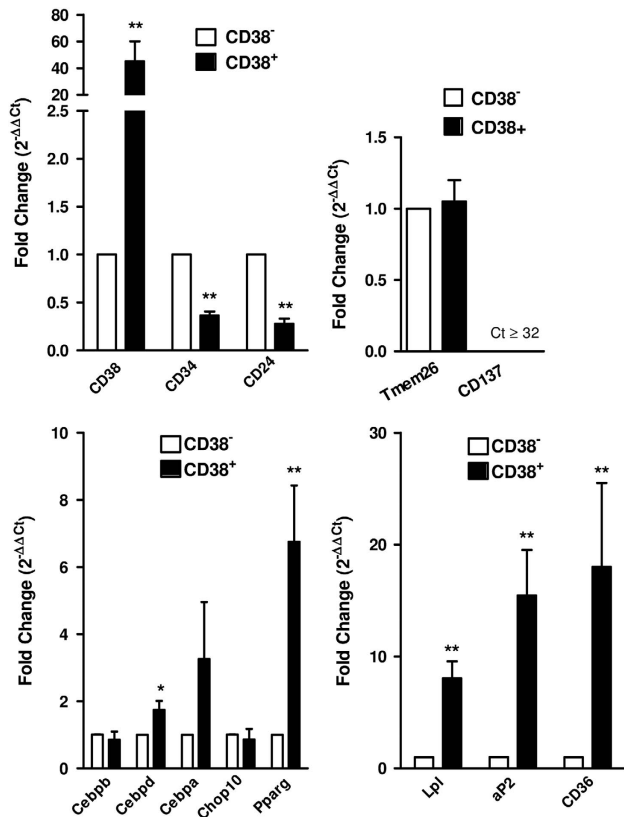 80
60
40
20
2.5
2.0
1.5
1.0
0.5
0.0
Fold Change (2^-ΔΔCt)
**
**
**
CD38⁻
CD38⁺
CD38
CD34
CD24
1.5
1.0
0.5
0.0
Fold Change (2^-ΔΔCt)
CD38⁻
CD38+
Ct ≥ 32
Tmem26
CD137
10
8
6
4
2
0
Fold Change (2^-ΔΔCt)
CD38⁻
CD38⁺
*
**
Cebpb
Cebpd
Cebpa
Chop10
Pparg
30
20
10
0
Fold Change (2^-ΔΔCt)
CD38⁻
CD38⁺
**
**
**
Lpl
aP2
CD36